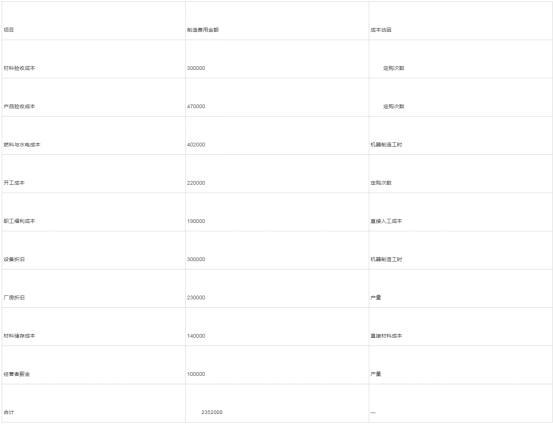 项目 制造费用金额 成本动因
材料验收成本 300000 定购次数
产品验收成本 470000 定购次数
燃料与水电成本 402000 机器制造工时
开工成本 220000 定购次数
职工福利成本 190000 直接人工成本
设备折旧 300000 机器制造工时
厂房折旧 230000 产量
材料储存成本 140000 直接材料成本
经营者薪金 100000 产量
合计 2352000 —